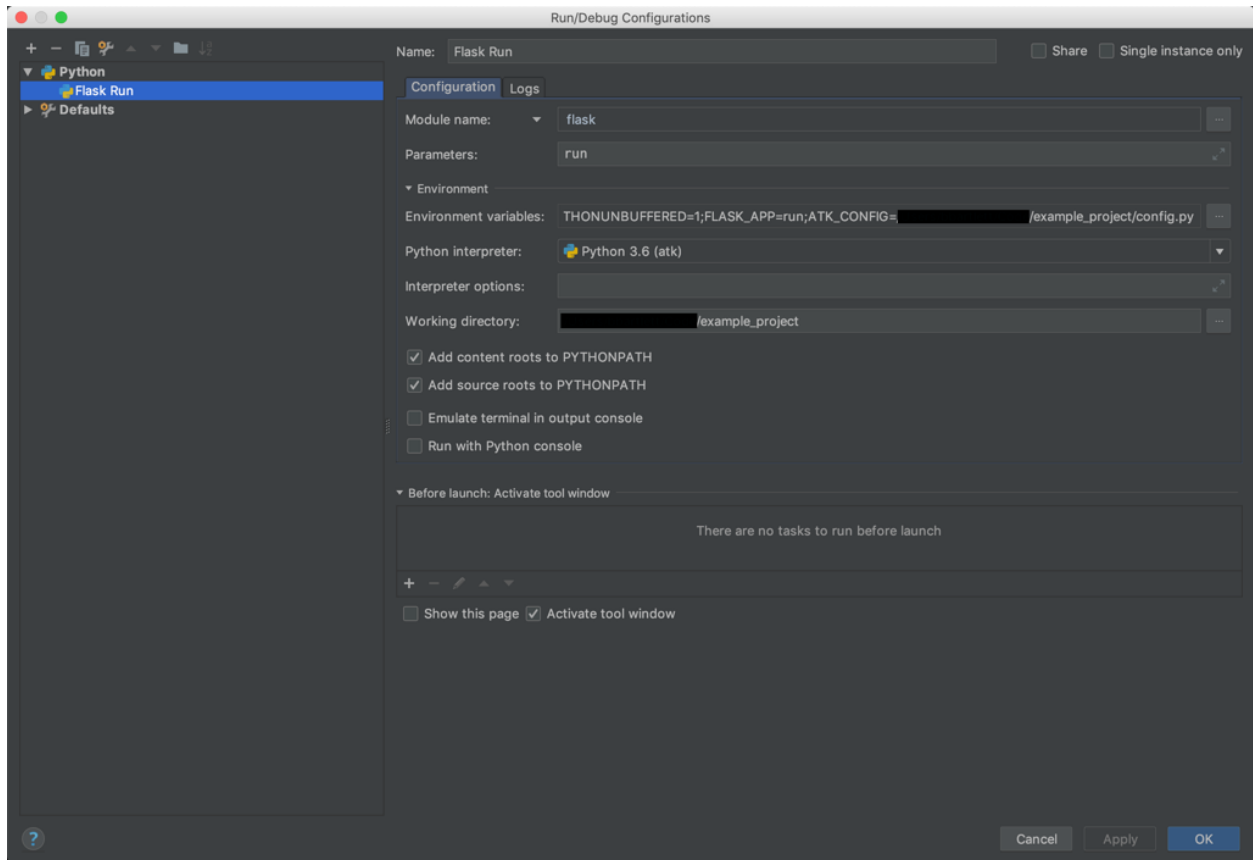 Run/Debug Configurations
Name: Flask Run Share Single instance only
Python
Flask Run
Defaults
Configuration Logs
Module name: flask
Parameters: run
Environment
Environment variables: THONUNBUFFERED=1;FLASK_APP=run;ATK_CONFIG= /example_project/config.py
Python interpreter: Python 3.6 (atk)
Interpreter options:
Working directory: /example_project
Add content roots to PYTHONPATH
Add source roots to PYTHONPATH
Emulate terminal in output console
Run with Python console
Before launch: Activate tool window
There are no tasks to run before launch
Show this page Activate tool window
? Cancel Apply OK